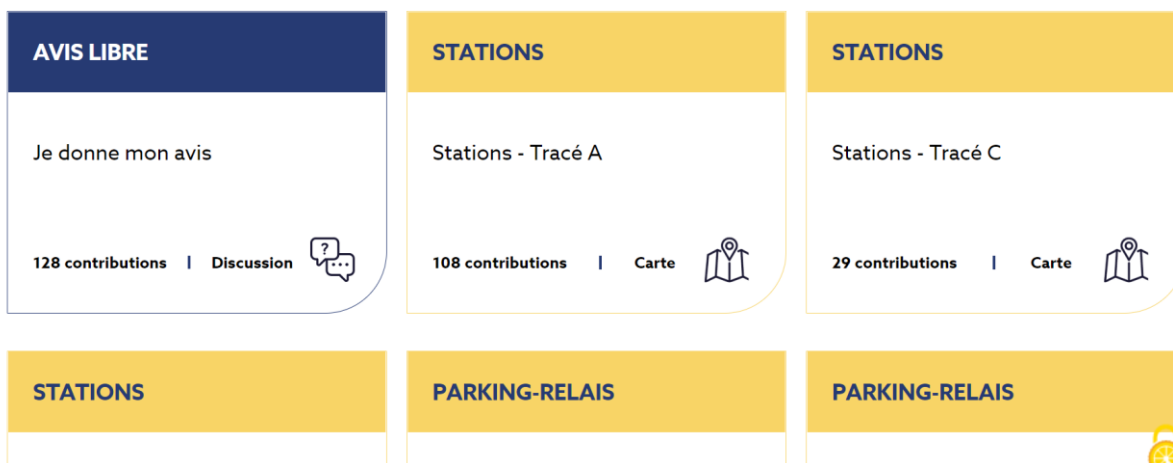 AVIS LIBRE
Je donne mon avis
128 contributions | Discussion
STATIONS
Stations - Tracé A
108 contributions | Carte
STATIONS
Stations - Tracé C
29 contributions | Carte
STATIONS
PARKING-RELAIS
PARKING-RELAIS